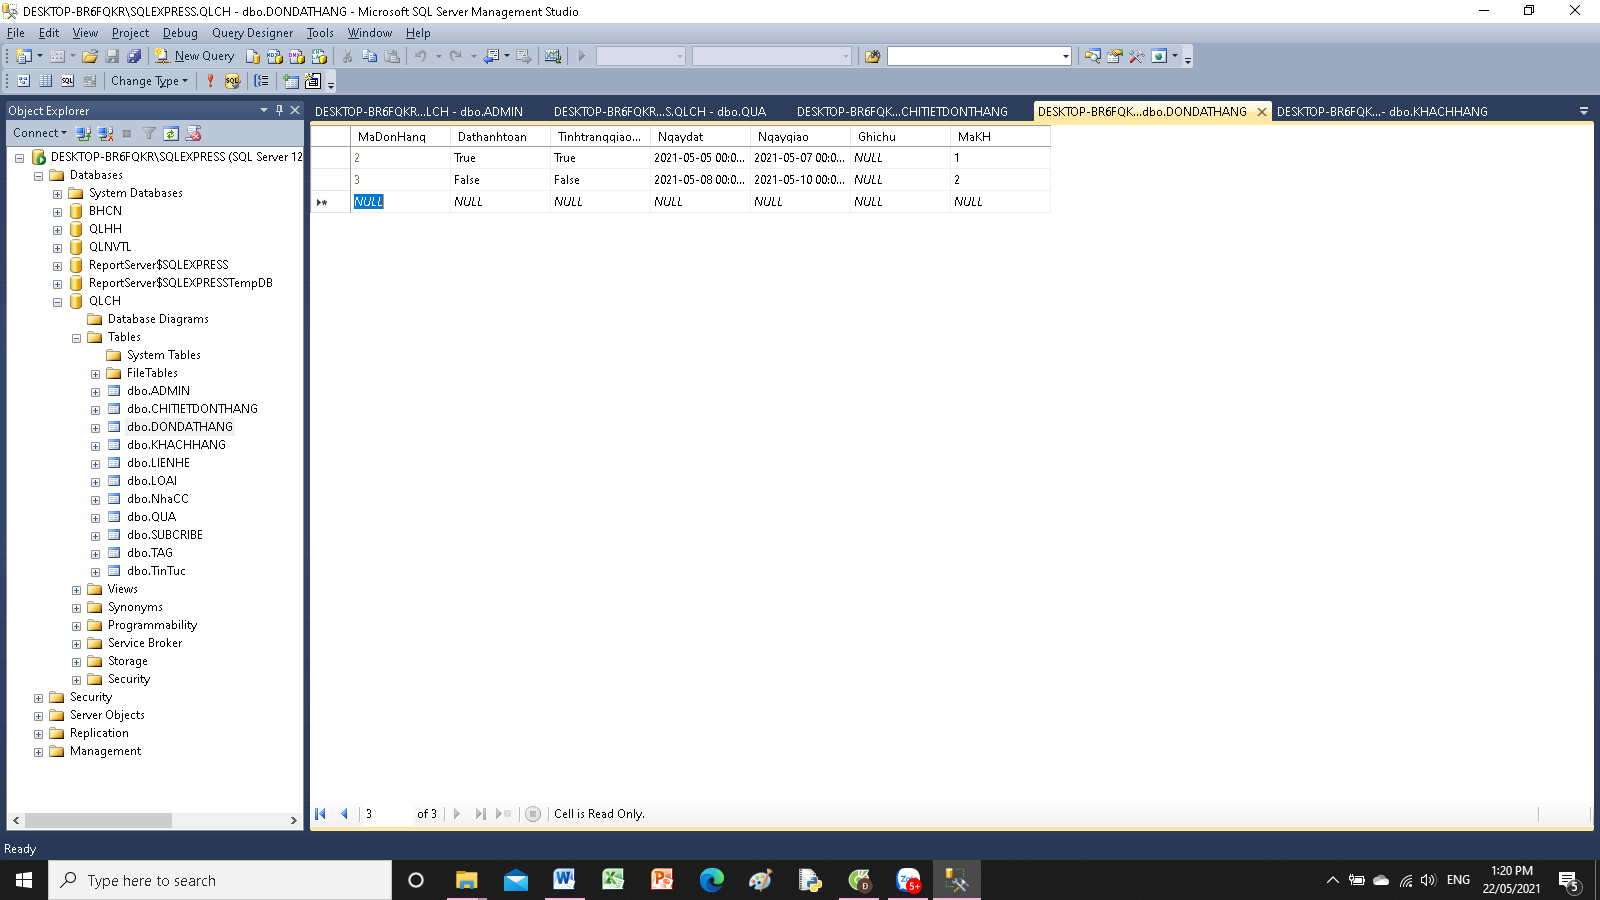 DESKTOP-BR6FQKR\SQLEXPRESS.QLCH - dbo.DONDATHANG - Microsoft SQL Server Management Studio
File Edit View Project Debug Query Designer Tools Window Help
New Query
Change Type
Object Explorer
Connect
DESKTOP-BR6FQKR\SQLEXPRESS (SQL Server 12
Databases
System Databases
BHCN
QLHH
QLNVTL
ReportServer$SQLEXPRESS
ReportServer$SQLEXPRESSTempDB
QLCH
Database Diagrams
Tables
System Tables
FileTables
dbo.ADMIN
dbo.CHITIETDONTHANG
dbo.DONDATHANG
dbo.KHACHHANG
dbo.LIENHE
dbo.LOAI
dbo.NhaCC
dbo.QUA
dbo.SUBCRIBE
dbo.TAG
dbo.TinTuc
Views
Synonyms
Programmability
Service Broker
Storage
Security
Security
Server Objects
Replication
Management
DESKTOP-BR6FQKR...LCH - dbo.ADMIN DESKTOP-BR6FQKR...S.QLCH - dbo.QUA DESKTOP-BR6FQK...CHITIETDONTHANG DESKTOP-BR6FQK...dbo.DONDATHANG DESKTOP-BR6FQK...- dbo.KHACHHANG
MaDonHang Dathanhtoan Tinhtranggiao... Ngaydat Ngaygiao Ghichu MaKH
2 True True 2021-05-05 00:0... 2021-05-07 00:0... NULL 1
3 False False 2021-05-08 00:0... 2021-05-10 00:0... NULL 2
NULL NULL NULL NULL NULL NULL NULL
3 of 3 Cell is Read Only.
Ready
Type here to search
ENG
1:20 PM
22/05/2021
5+
5